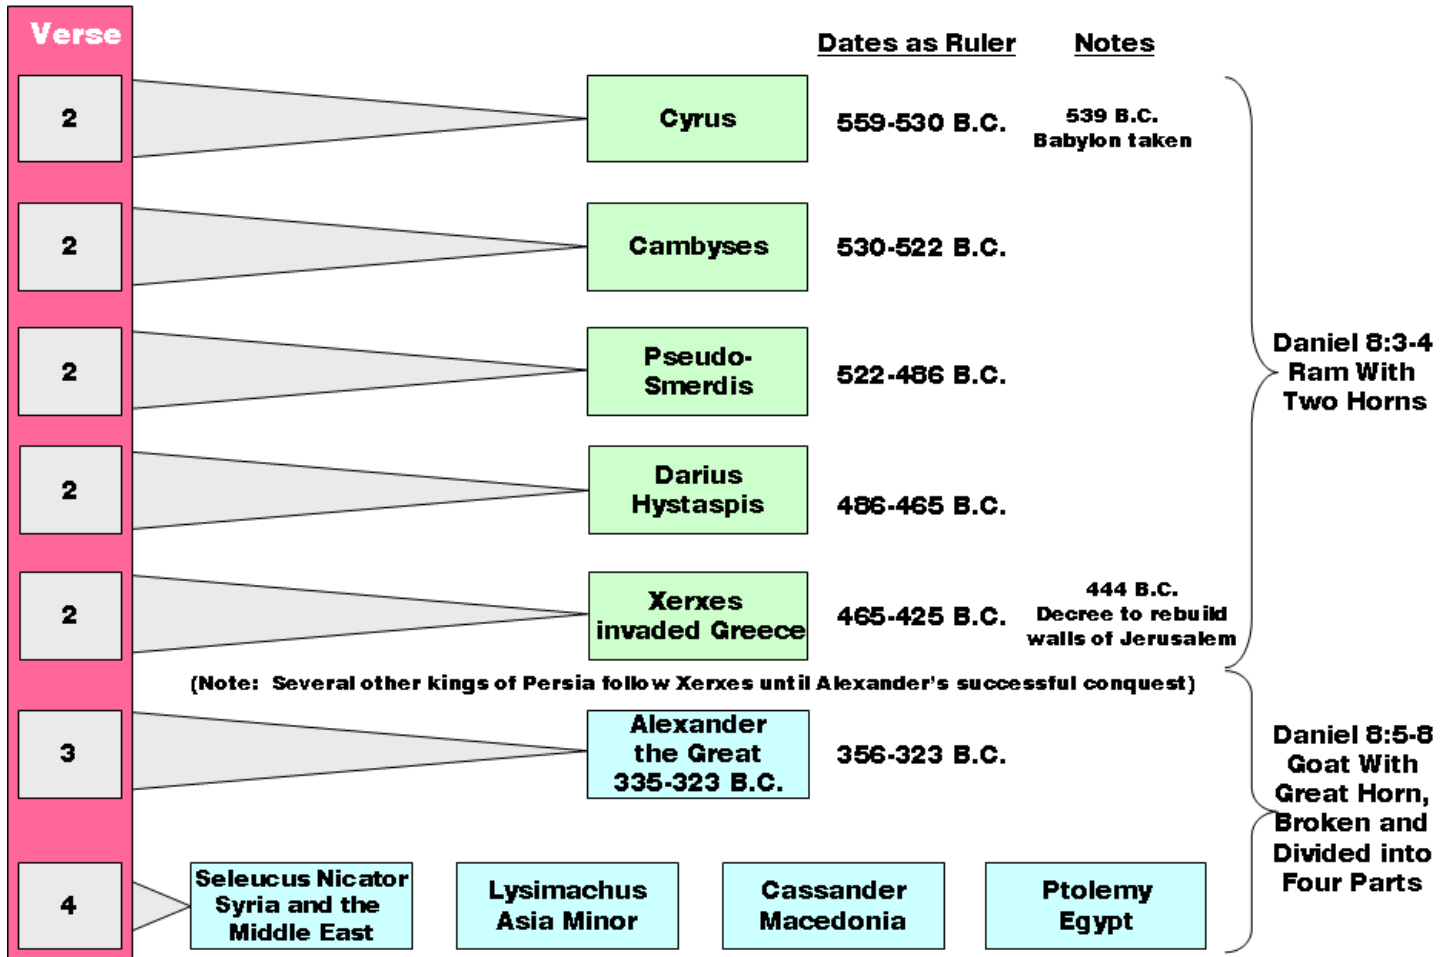 Verse
Dates as Ruler Notes
2
Cyrus
559-530 B.C.
539 B.C.
Babylon taken
2
Cambyses
530-522 B.C.
2
Pseudo-
Smerdis
522-486 B.C.
2
Darius
Hystaspis
486-465 B.C.
2
Xerxes
invaded Greece
465-425 B.C.
444 B.C.
Decree to rebuild
walls of Jerusalem
Daniel 8:3-4
Ram With
Two Horns
(Note: Several other kings of Persia follow Xerxes until Alexander's successful conquest)
3
Alexander
the Great
335-323 B.C.
356-323 B.C.
4
Seleucus Nicator
Syria and the
Middle East
Lysimachus
Asia Minor
Cassander
Macedonia
Ptolemy
Egypt
Daniel 8:5-8
Goat With
Great Horn,
Broken and
Divided into
Four Parts